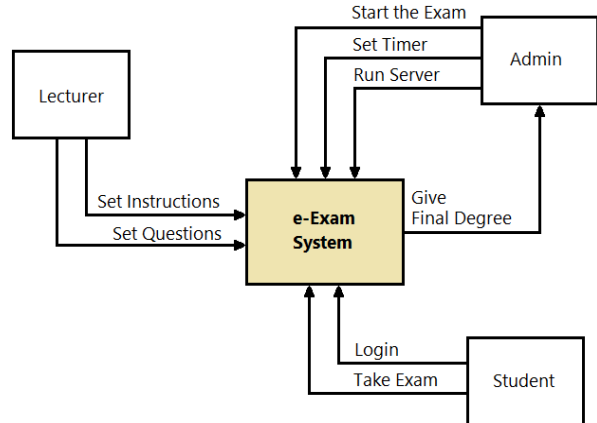 Start the Exam
Set Timer
Admin
Run Server
Lecturer
Set Instructions
Set Questions
e-Exam
System
Give
Final Degree
Login
Take Exam
Student